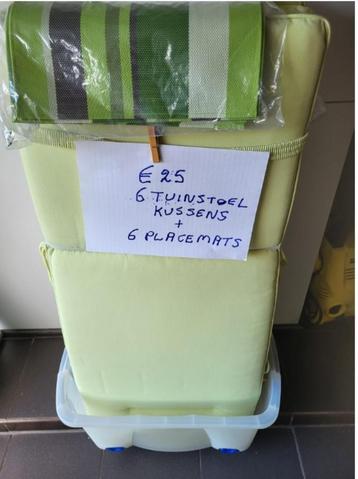 € 25
6 TUINSTOEL
KUSSENS
+
6 PLACEMATS